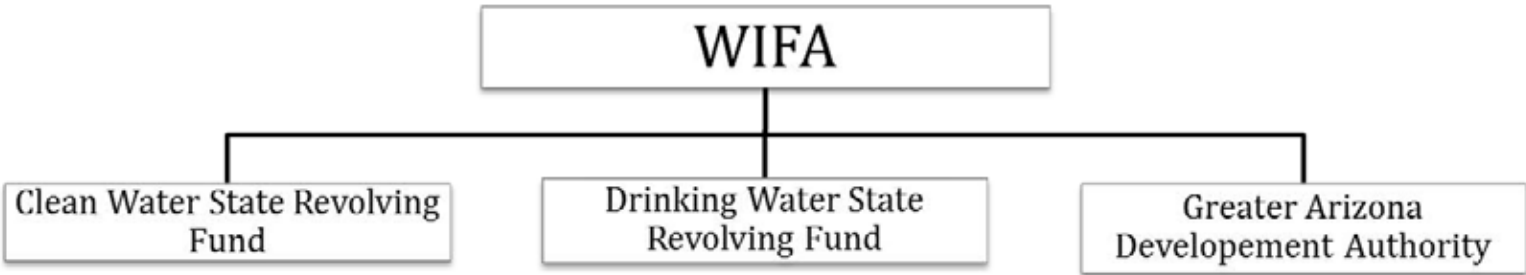 WIFA
Clean Water State Revolving
Fund
Drinking Water State
Revolving Fund
Greater Arizona
Developement Authority